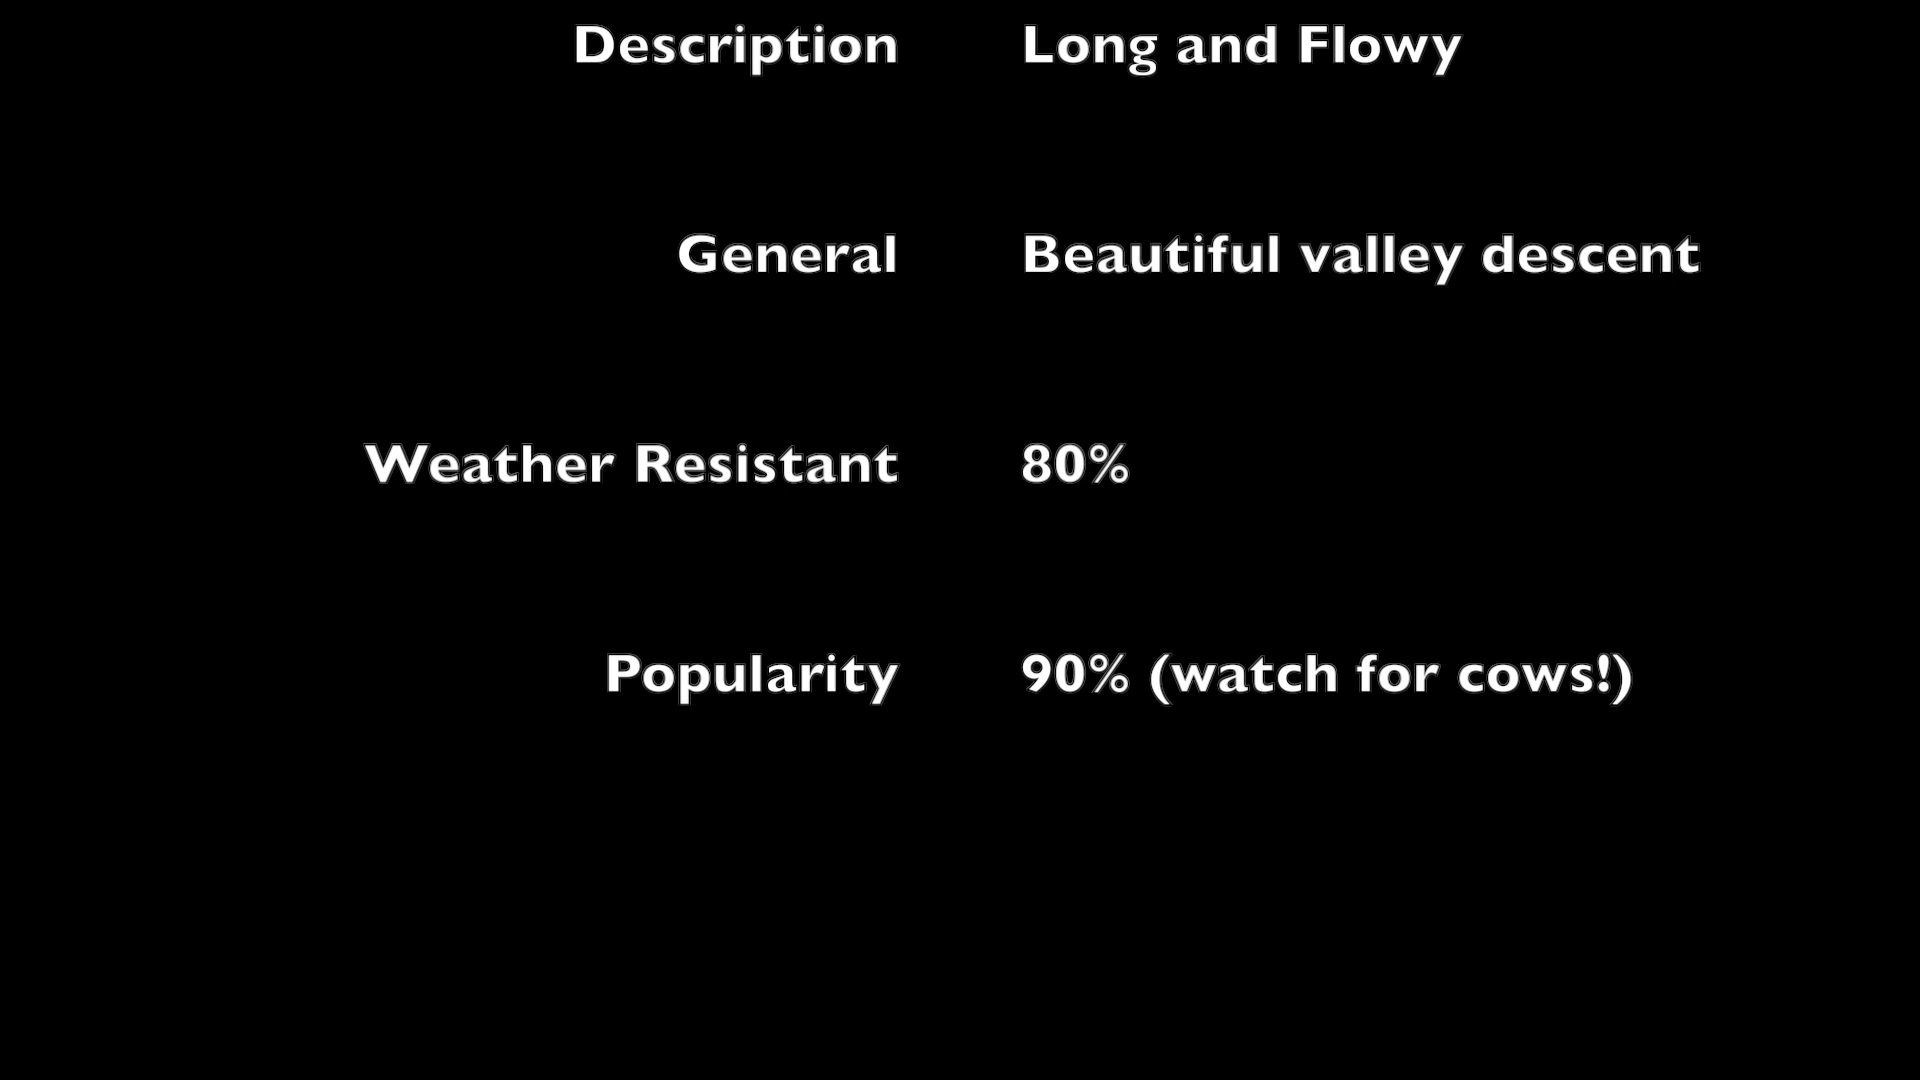 Description Long and Flowy
General Beautiful valley descent
Weather Resistant 80%
Popularity 90% (watch for cows!)